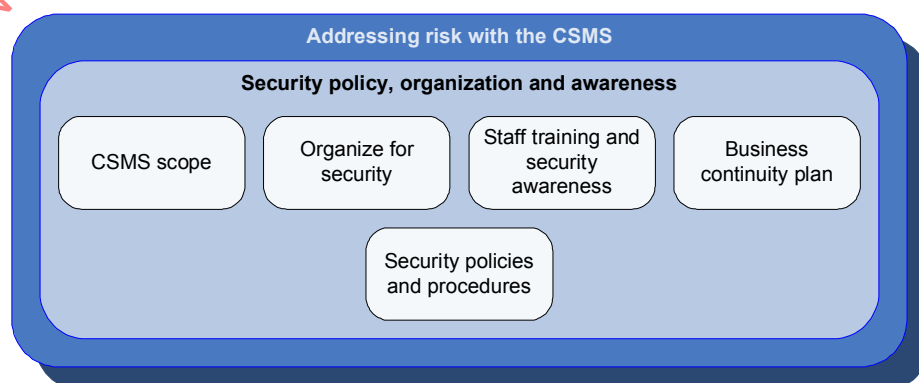 Addressing risk with the CSMS
Security policy, organization and awareness
CSMS scope
Organize for
security
Staff training and
security
awareness
Business
continuity plan
Security policies
and procedures